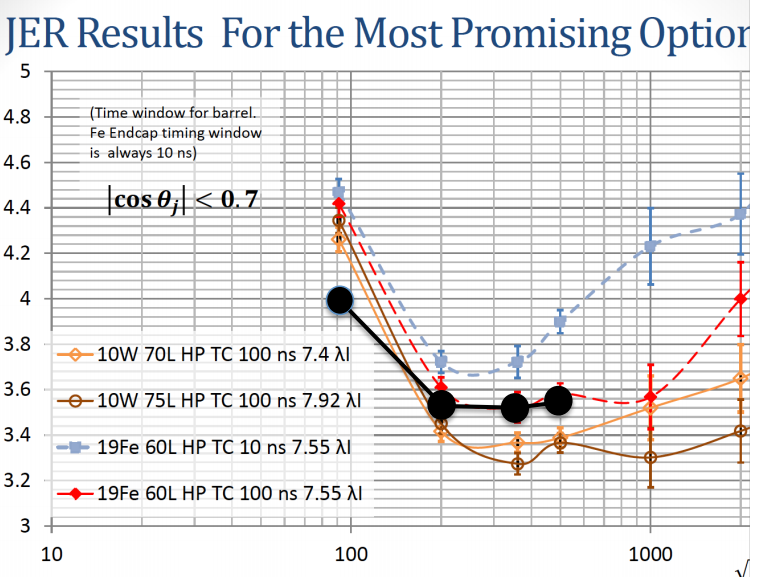 JER Results For the Most Promising Option
5
4.8
4.6
4.4
4.2
4
3.8
3.6
3.4
3.2
3
(Time window for barrel.
Fe Endcap timing window
is always 10 ns)
|cos θj| < 0.7
10W 70L HP TC 100 ns 7.4 λI
10W 75L HP TC 100 ns 7.92 λI
19Fe 60L HP TC 10 ns 7.55 λI
19Fe 60L HP TC 100 ns 7.55 λI
10
100
1000
√